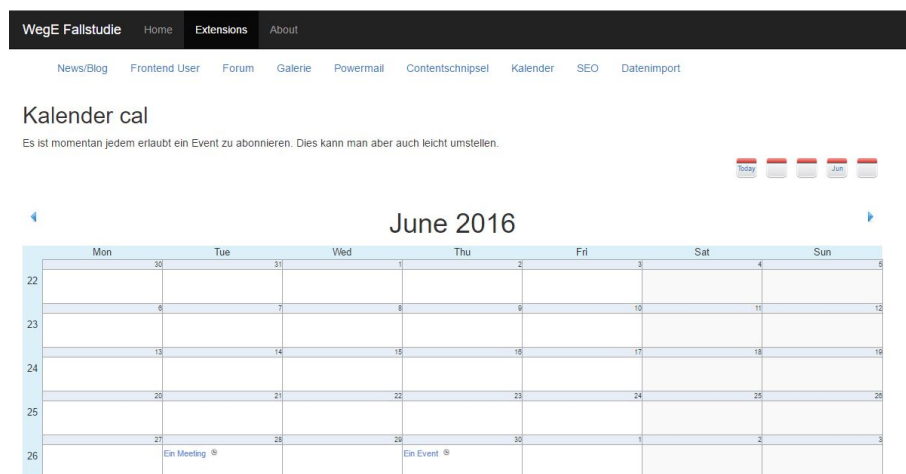 WegE Fallstudie Home Extensions About
News/Blog Frontend User Forum Galerie Powermail Contentschnipsel Kalender SEO Datenimport
Kalender cal
Es ist momentan jedem erlaubt ein Event zu abonnieren. Dies kann man aber auch leicht umstellen.
Today Jun
June 2016
Mon Tue Wed Thu Fri Sat Sun
30 31 1 2 3 4 5
22
6 7 8 9 10 11 12
23
13 14 15 16 17 18 19
24
20 21 22 23 24 25 26
25
27 28 29 30 1 2 3
26 Ein Meeting Ein Event